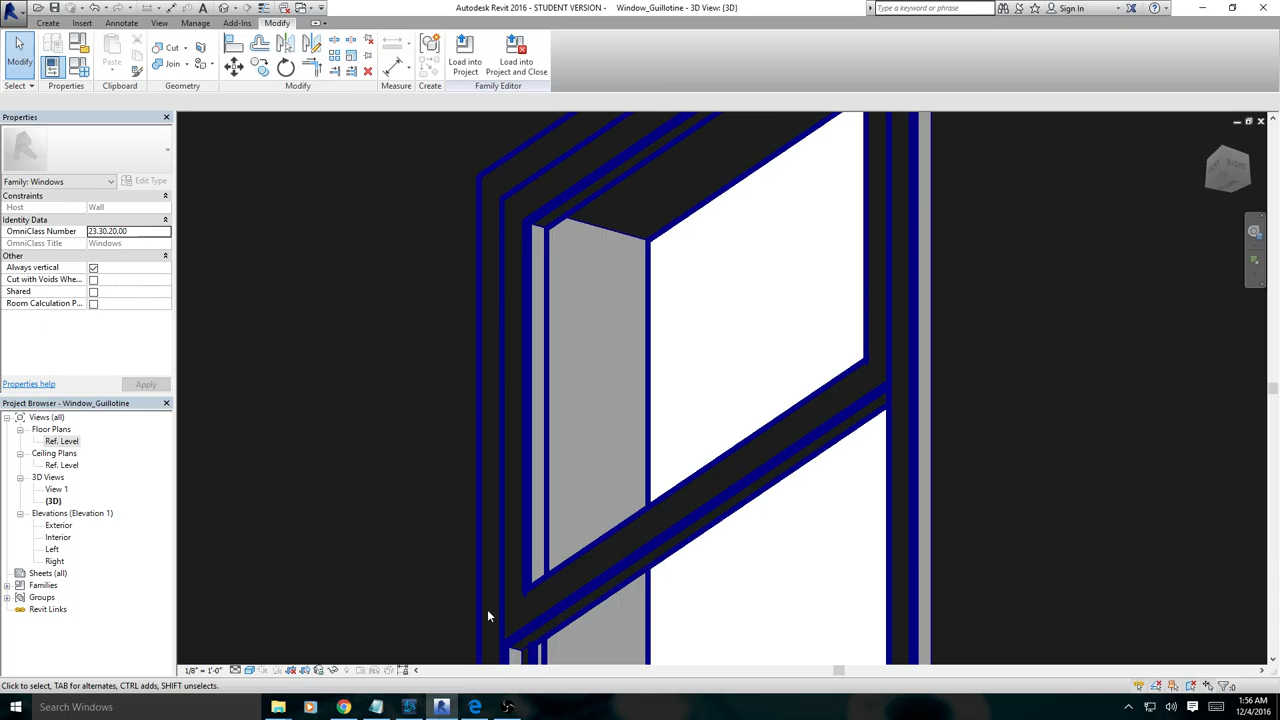 Autodesk Revit 2016 - STUDENT VERSION - Window_Guillotine - 3D View: {3D}
Type a keyword or phrase
Sign In
Create Insert Annotate View Manage Add-Ins Modify
Modify
Paste
Cut
Join
Load into Project
Load into Project and Close
Select Properties Clipboard Geometry Modify Measure Create Family Editor
Properties
Family: Windows
Edit Type
Constraints
Host Wall
Identity Data
OmniClass Number 23.30.20.00
OmniClass Title Windows
Other
Always vertical
Cut with Voids Whe...
Shared
Room Calculation P...
Properties help
Apply
Project Browser - Window_Guillotine
Views (all)
Floor Plans
Ref. Level
Ceiling Plans
Ref. Level
3D Views
View 1
{3D}
Elevations (Elevation 1)
Exterior
Interior
Left
Right
Sheets (all)
Families
Groups
Revit Links
RIGHT
1/8" = 1'-0"
Click to select, TAB for alternates, CTRL adds, SHIFT unselects.
:0
Search Windows
1:56 AM
12/4/2016